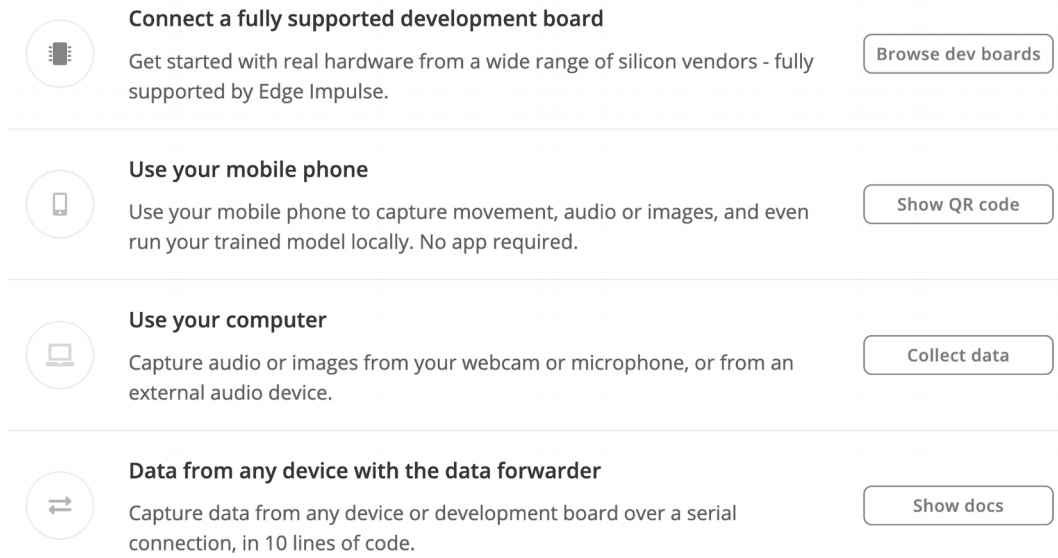 Connect a fully supported development board
Get started with real hardware from a wide range of silicon vendors - fully
supported by Edge Impulse.
Browse dev boards
Use your mobile phone
Use your mobile phone to capture movement, audio or images, and even
run your trained model locally. No app required.
Show QR code
Use your computer
Capture audio or images from your webcam or microphone, or from an
external audio device.
Collect data
Data from any device with the data forwarder
Capture data from any device or development board over a serial
connection, in 10 lines of code.
Show docs